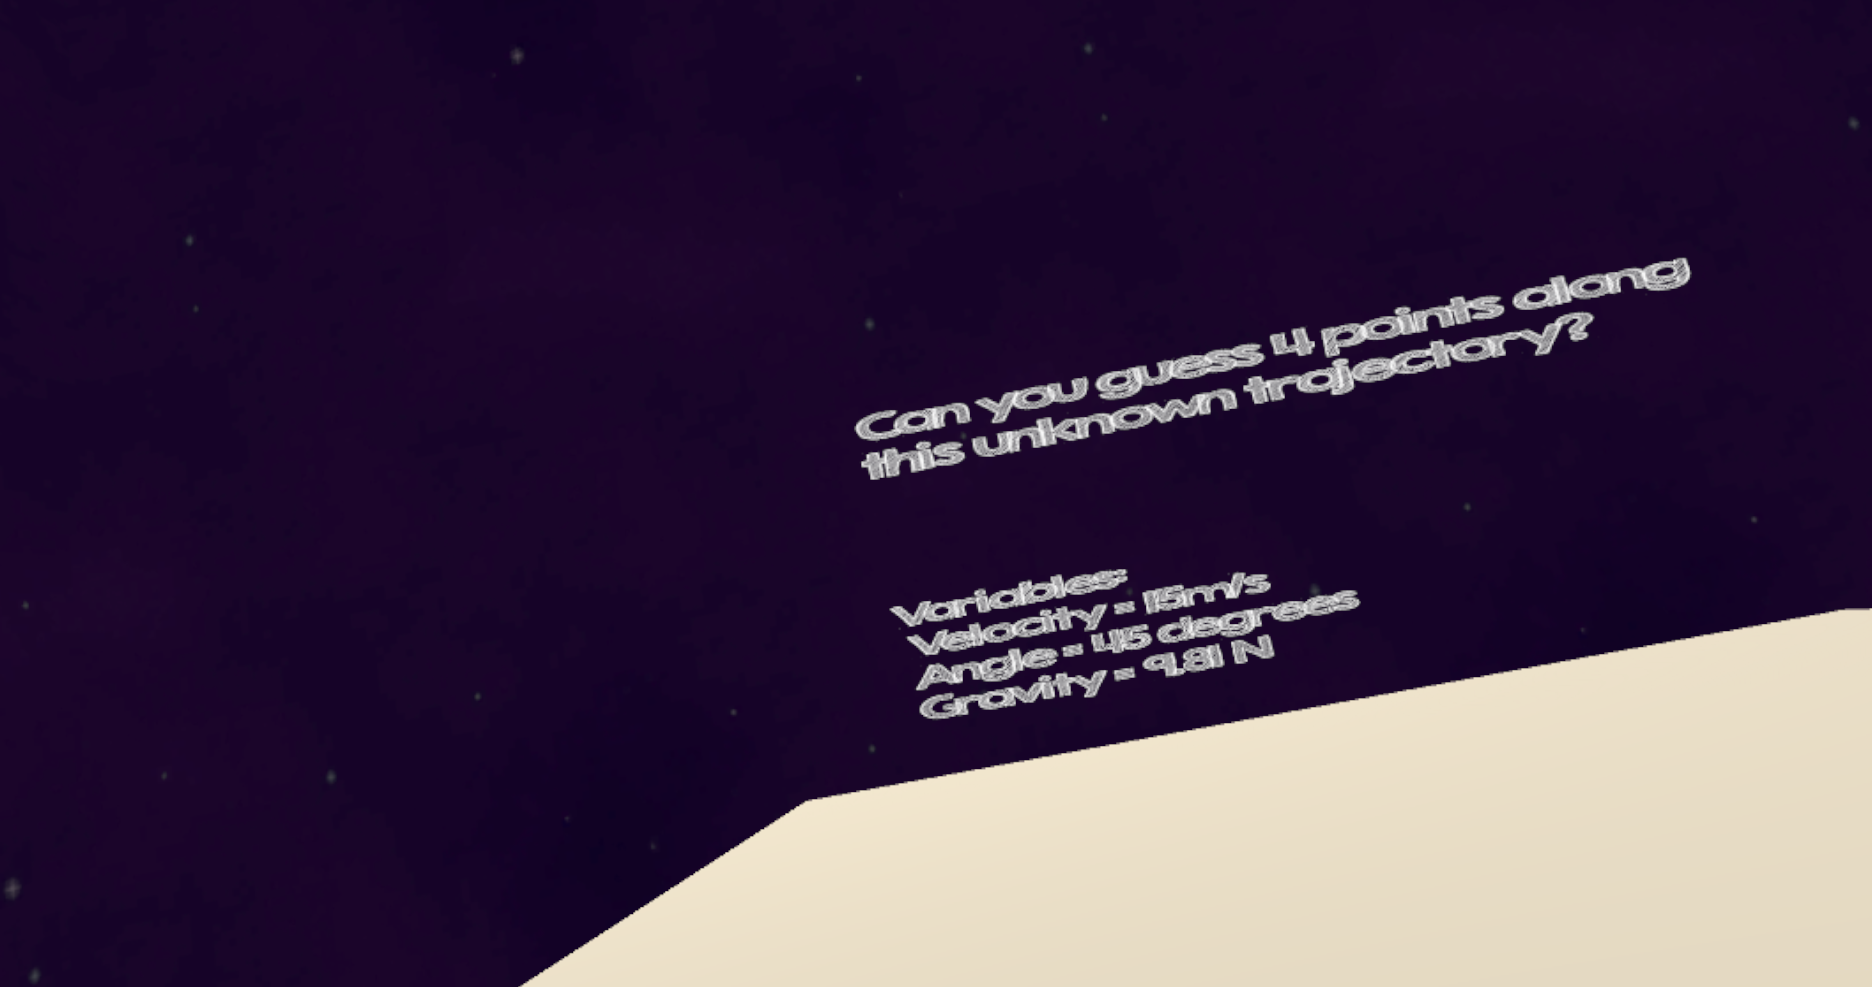 Can you guess 4 points along
this unknown trajectory?
Variables:
Velocity = 15m/s
Angle = 45 degrees
Gravity = 9.81 N